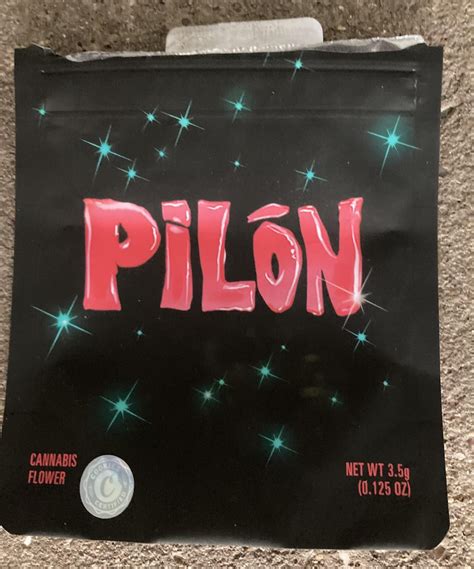 PILÓN
CANNABIS
FLOWER
NET WT 3.5g
(0.125 OZ)
C